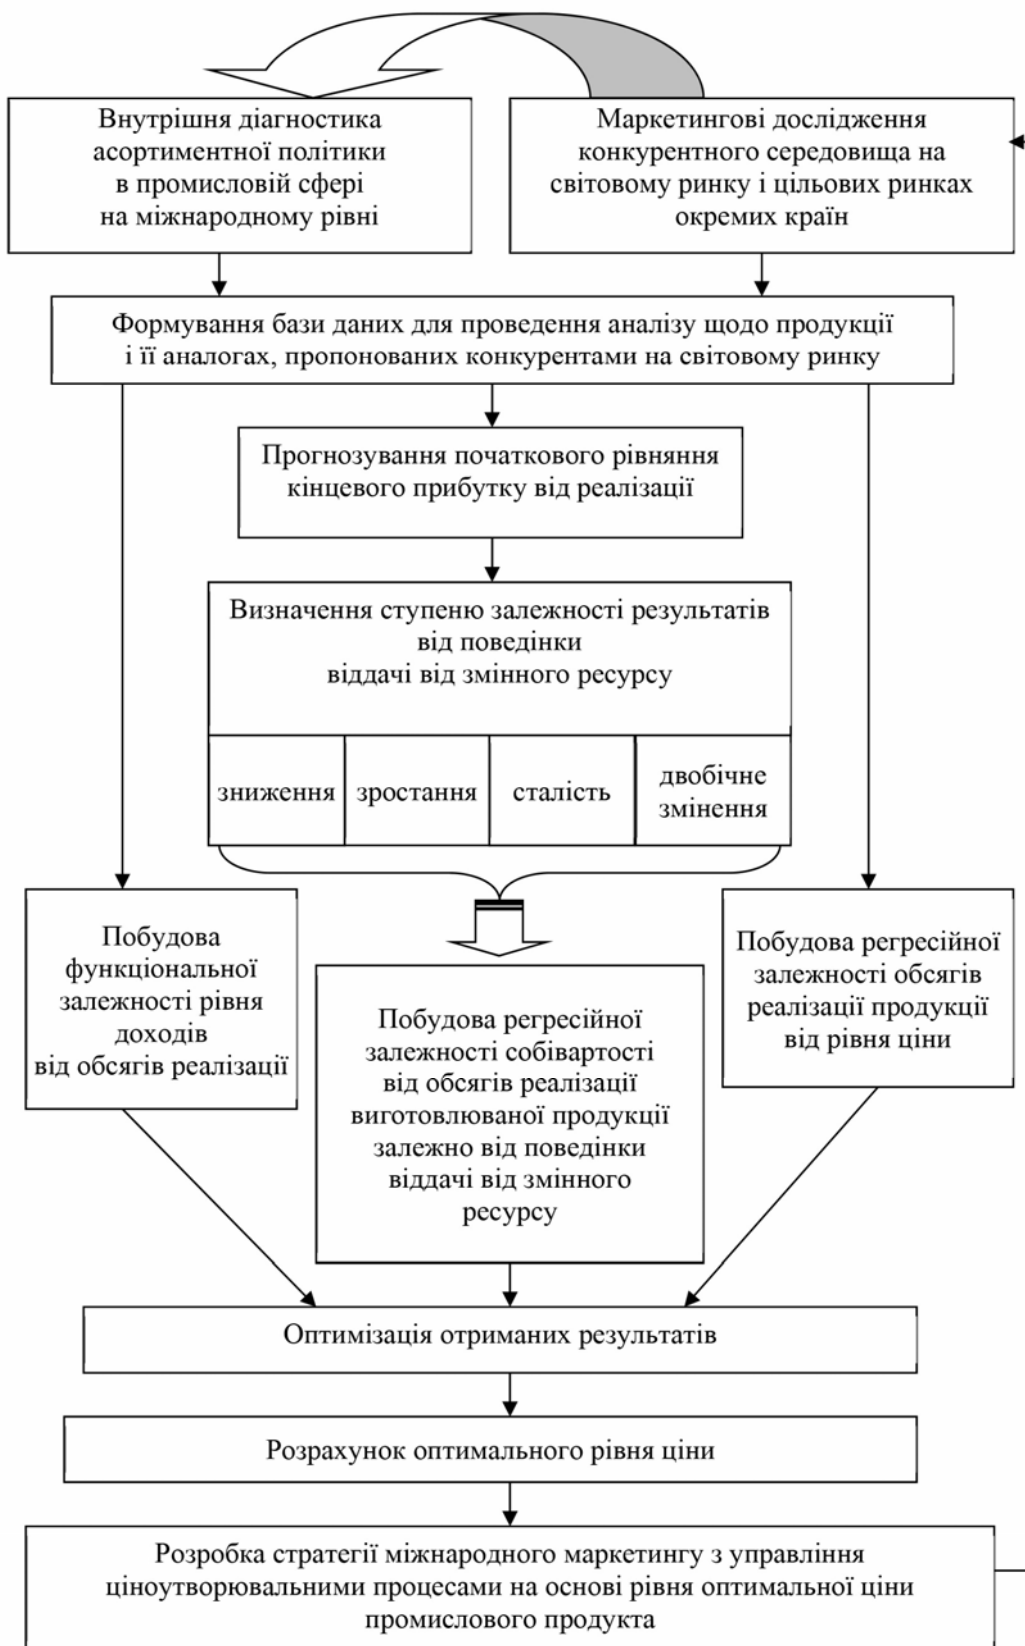 Внутрішня діагностика
асортиментної політики
в промисловій сфері
на міжнародному рівні
Маркетингові дослідження
конкурентного середовища на
світовому ринку і цільових ринках
окремих країн
Формування бази даних для проведення аналізу щодо продукції
і її аналогах, пропонованих конкурентами на світовому ринку
Прогнозування початкового рівняння
кінцевого прибутку від реалізації
Визначення ступеню залежності результатів
від поведінки
віддачі від змінного ресурсу
зниження
зростання
сталість
двобічне
змінення
Побудова
функціональної
залежності рівня
доходів
від обсягів реалізації
Побудова регресійної
залежності собівартості
від обсягів реалізації
виготовлюваної продукції
залежно від поведінки
віддачі від змінного
ресурсу
Побудова регресійної
залежності обсягів
реалізації продукції
від рівня ціни
Оптимізація отриманих результатів
Розрахунок оптимального рівня ціни
Розробка стратегії міжнародного маркетингу з управління
ціноутворювальними процесами на основі рівня оптимальної ціни
промислового продукта